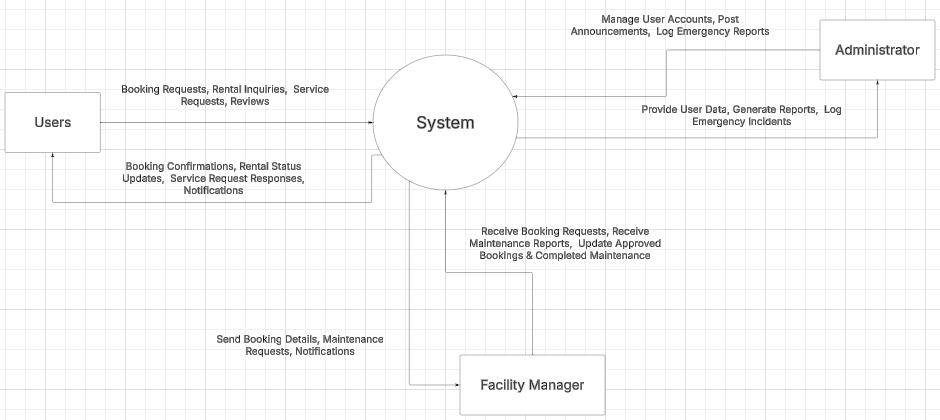 Manage User Accounts, Post
Announcements, Log Emergency Reports
Administrator
Booking Requests, Rental Inquiries, Service
Requests, Reviews
Users
System
Provide User Data, Generate Reports, Log
Emergency Incidents
Booking Confirmations, Rental Status
Updates, Service Request Responses,
Notifications
Receive Booking Requests, Receive
Maintenance Reports, Update Approved
Bookings & Completed Maintenance
Send Booking Details, Maintenance
Requests, Notifications
Facility Manager